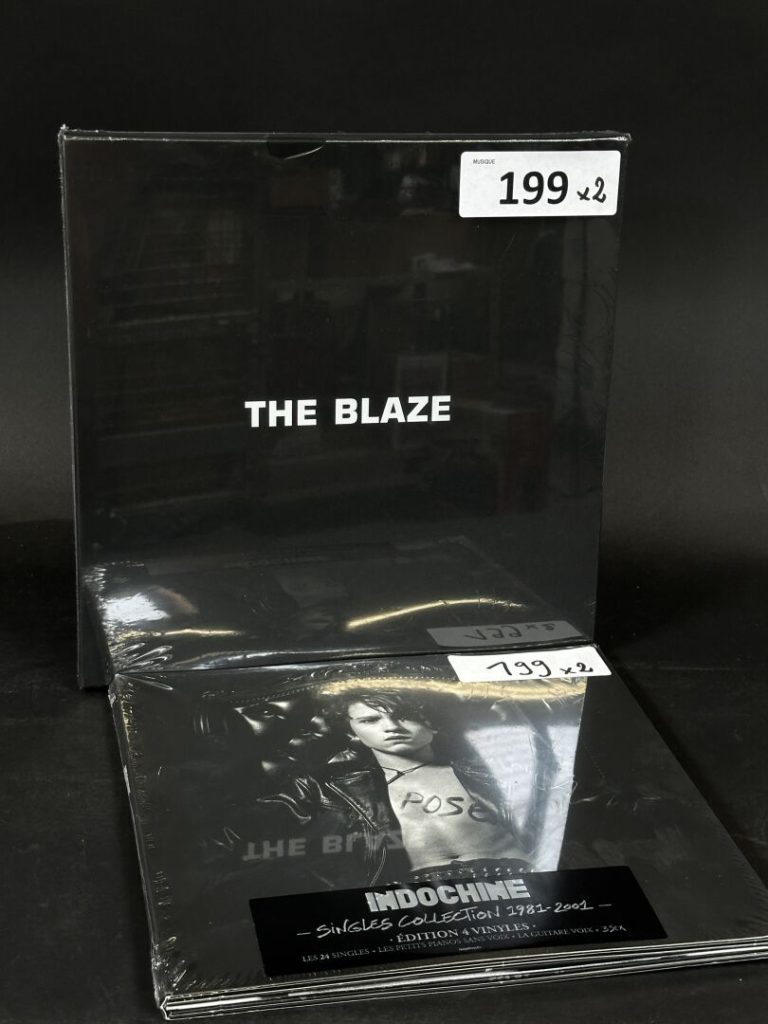 MUSIQUE
199 x2
THE BLAZE
199 x2
POSE
INDOCHINE
– SINGLES COLLECTION 1981-2001 –
· ÉDITION 4 VINYLES ·
LES 24 SINGLES • LES PETITS PIANOS SANS VOIX • LA GUITARE VOIX • 3SEX